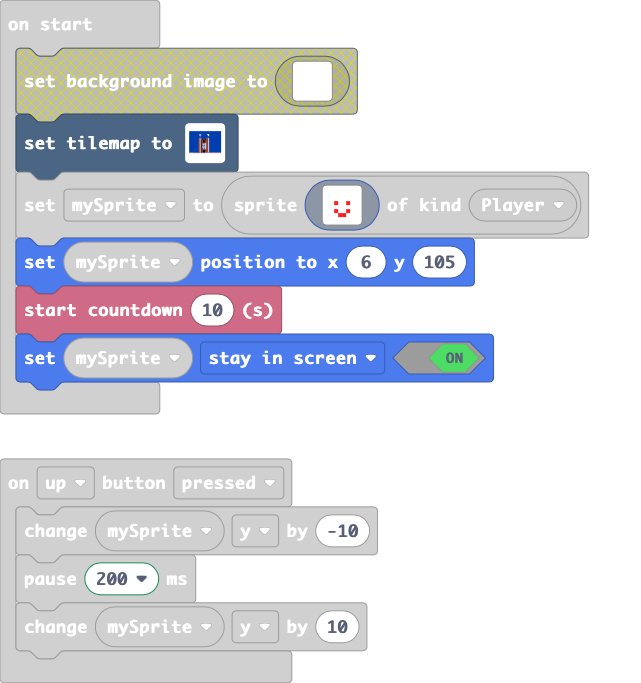 on start
set background image to
set tilemap to
set mySprite to sprite of kind Player
set mySprite position to x 6 y 105
start countdown 10 (s)
set mySprite stay in screen ON
on up button pressed
change mySprite y by -10
pause 200 ms
change mySprite y by 10